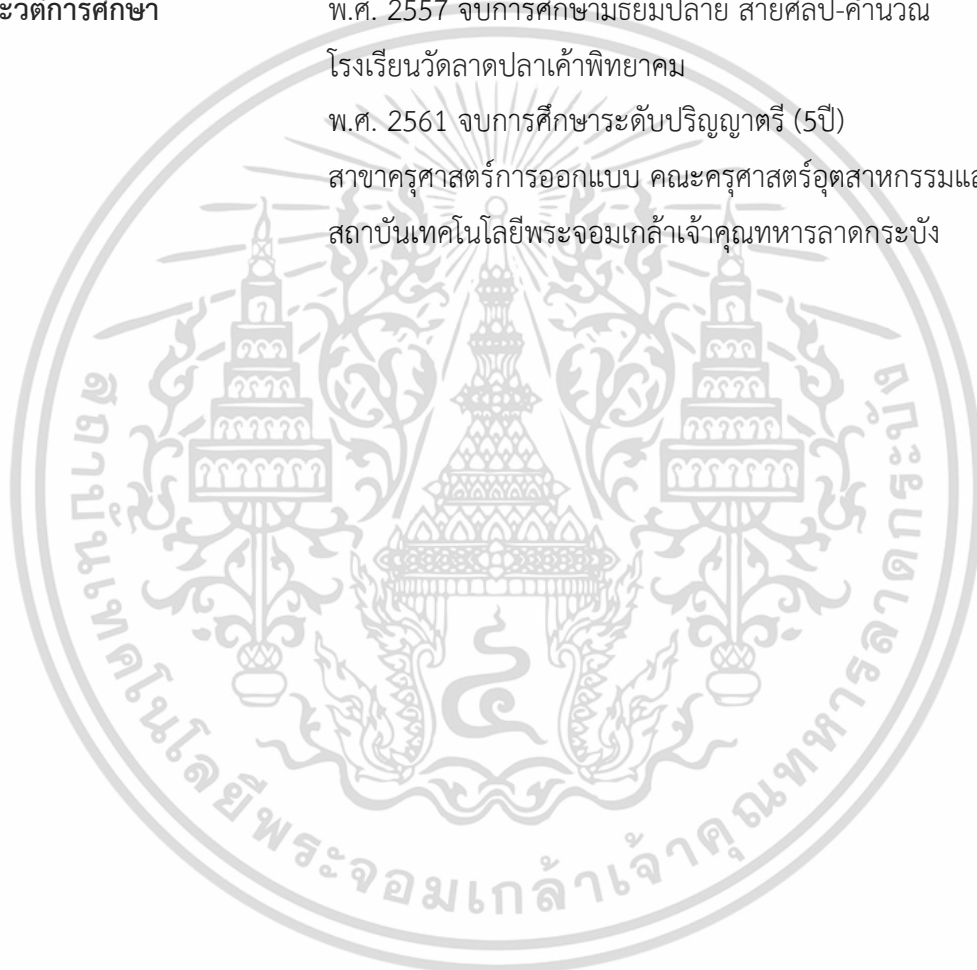 ะวัติการศึกษา พ.ศ. 2557 จบการศึกษามัธยมปลาย สายศิลป์-คำนวณ
โรงเรียนวัดลาดปลาเค้าพิทยาคม
พ.ศ. 2561 จบการศึกษาระดับปริญญาตรี (5ปี)
สาขาครุศาสตร์การออกแบบ คณะครุศาสตร์อุตสาหกรรมและ
สถาบันเทคโนโลยีพระจอมเกล้าเจ้าคุณทหารลาดกระบัง
สถาบันเทคโนโลยีพระจอมเกล้าเจ้าคุณทหารลาดกระบัง
๔